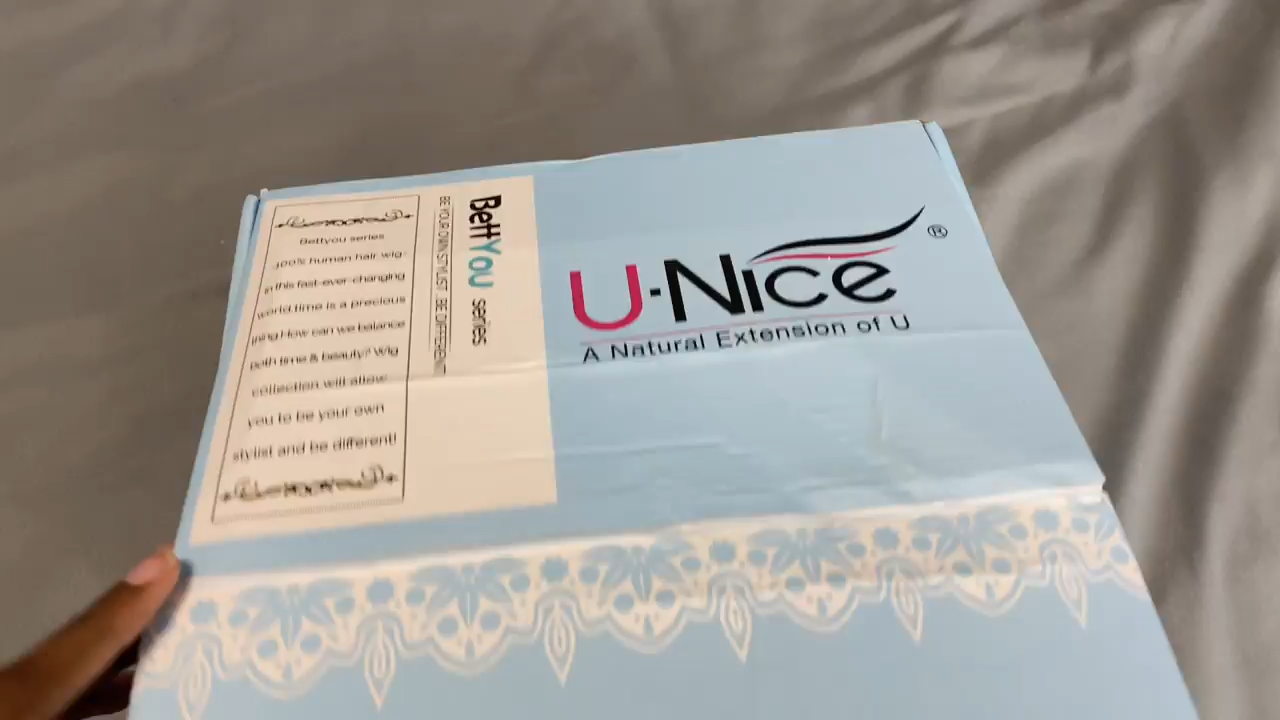 Bettyou series
100% human hair wig-
in this fast-ever-changing
world,time is a precious
thing.How can we balance
both time & beauty? Wig
collection will allow
you to be your own
stylist and be different!
BettYou series
BE YOUR OWN STYLIST, BE DIFFERENT
U-Nice ®
A Natural Extension of U